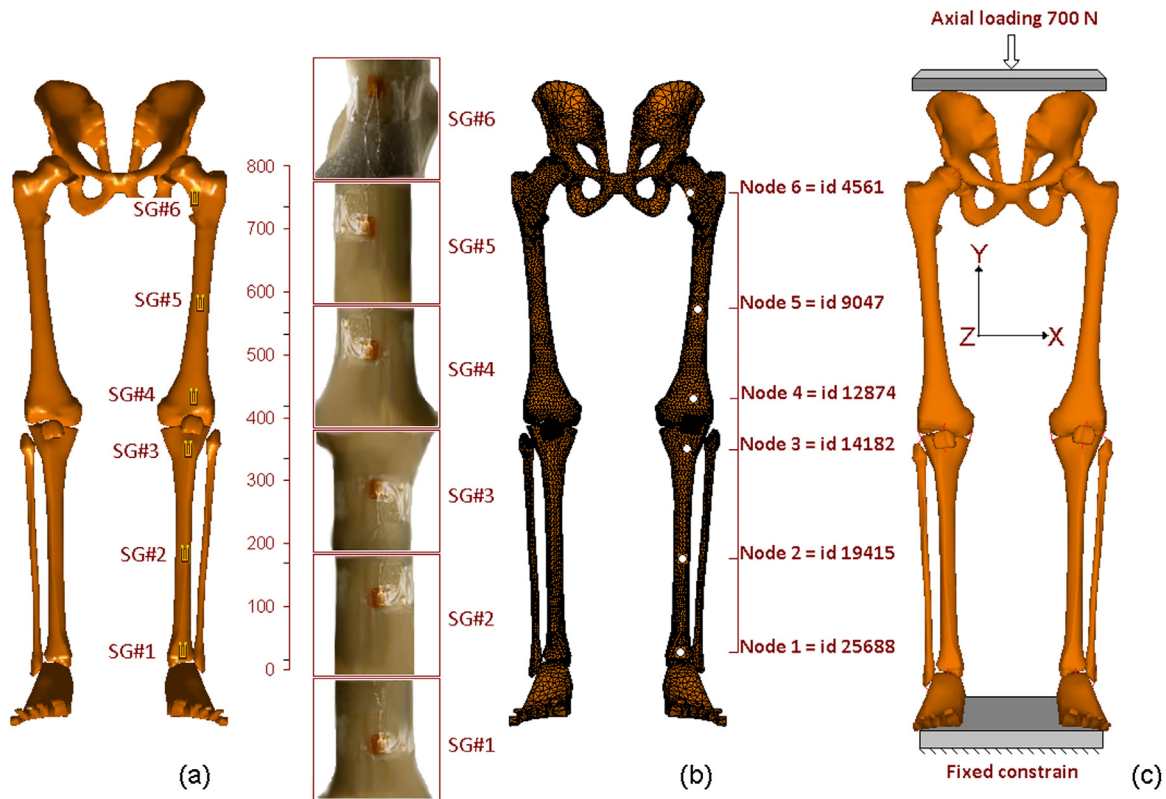 Axial loading 700 N
800
700
600
500
400
300
200
100
0
SG#6
SG#5
SG#4
SG#3
SG#2
SG#1
SG#6
SG#5
SG#4
SG#3
SG#2
SG#1
Node 6 = id 4561
Node 5 = id 9047
Node 4 = id 12874
Node 3 = id 14182
Node 2 = id 19415
Node 1 = id 25688
Y
Z
X
Fixed constrain
(a)
(b)
(c)